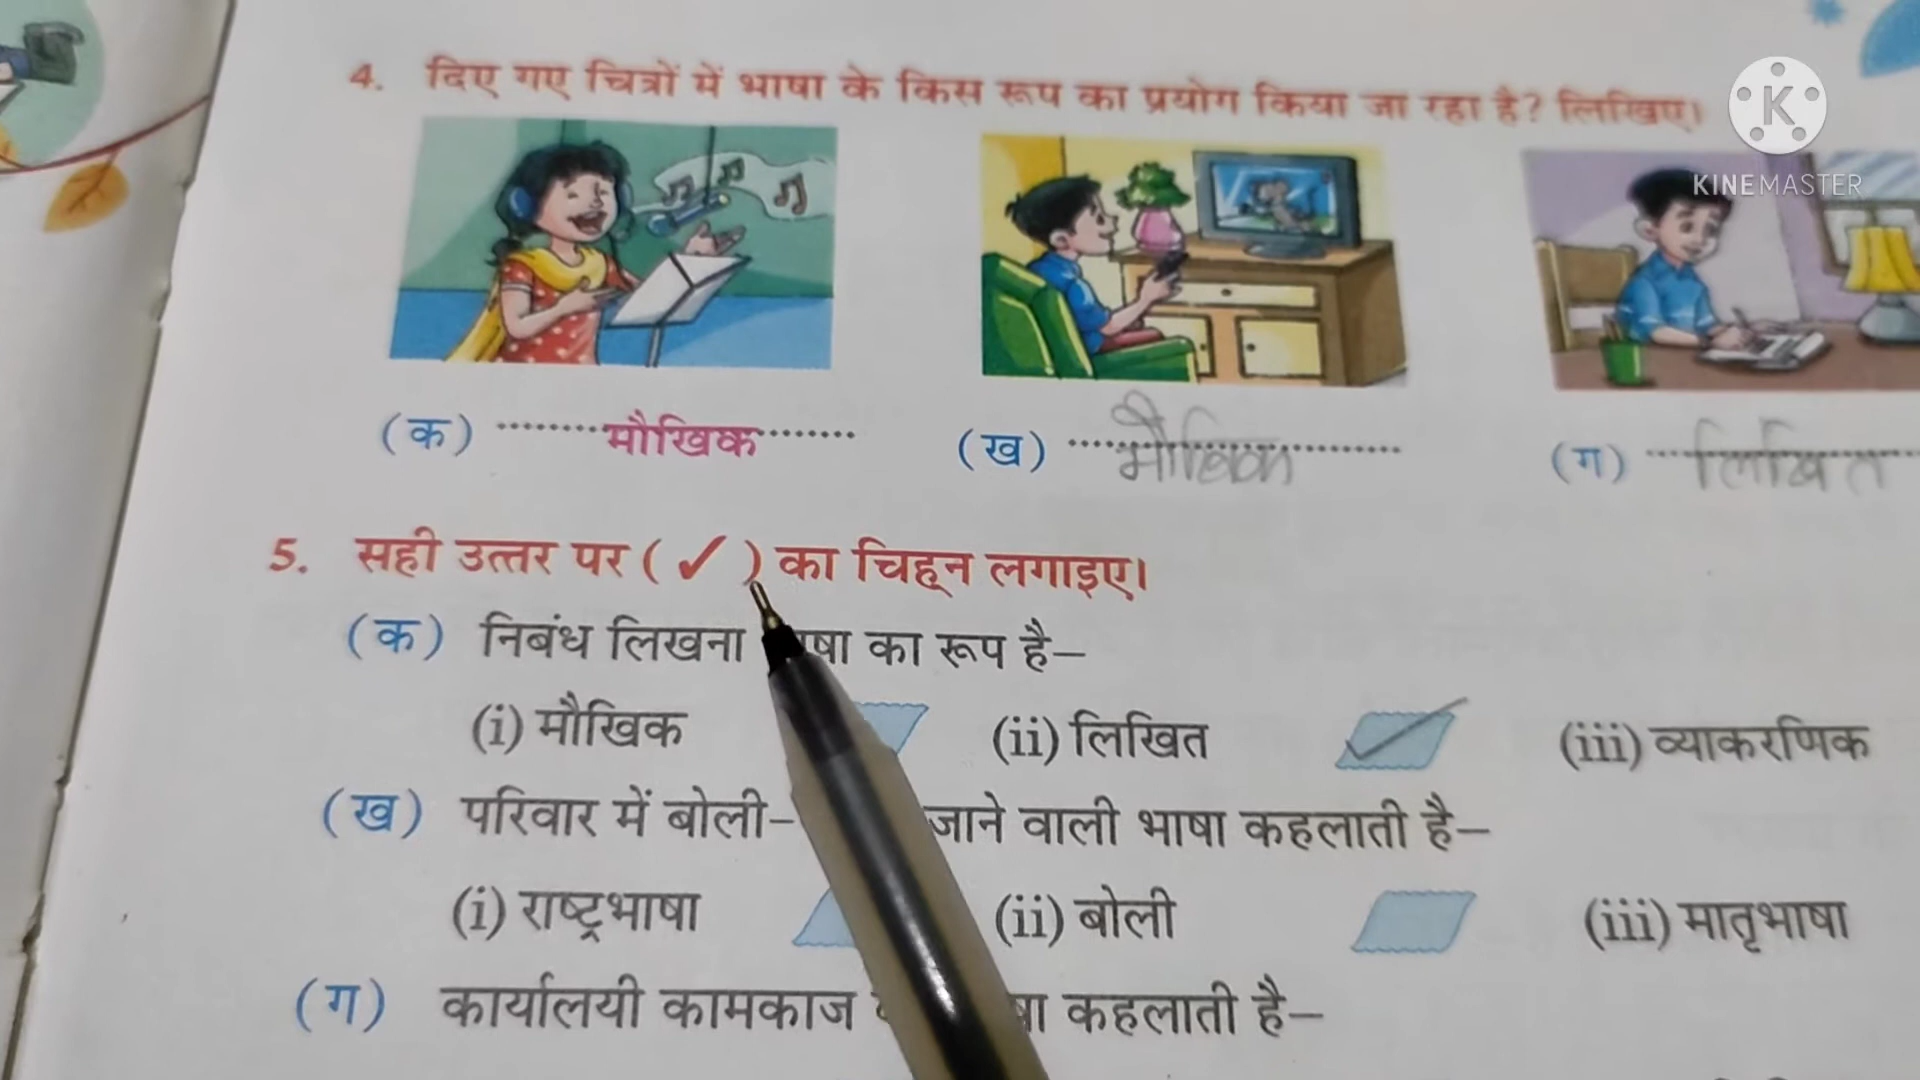 4. दिए गए चित्रों में भाषा के किस रूप का प्रयोग किया जा रहा है? लिखिए।
KINEMASTER
(क) मौखिक (ख) मौखिक (ग) लिखित
5. सही उत्तर पर ( ✓ ) का चिह्न लगाइए।
(क) निबंध लिखना का रूप है–
(i) मौखिक (ii) लिखित ✓ (iii) व्याकरणिक
(ख) परिवार में बोली- जाने वाली भाषा कहलाती है–
(i) राष्ट्रभाषा (ii) बोली (iii) मातृभाषा
(ग) कार्यालयी कामकाज कहलाती है–